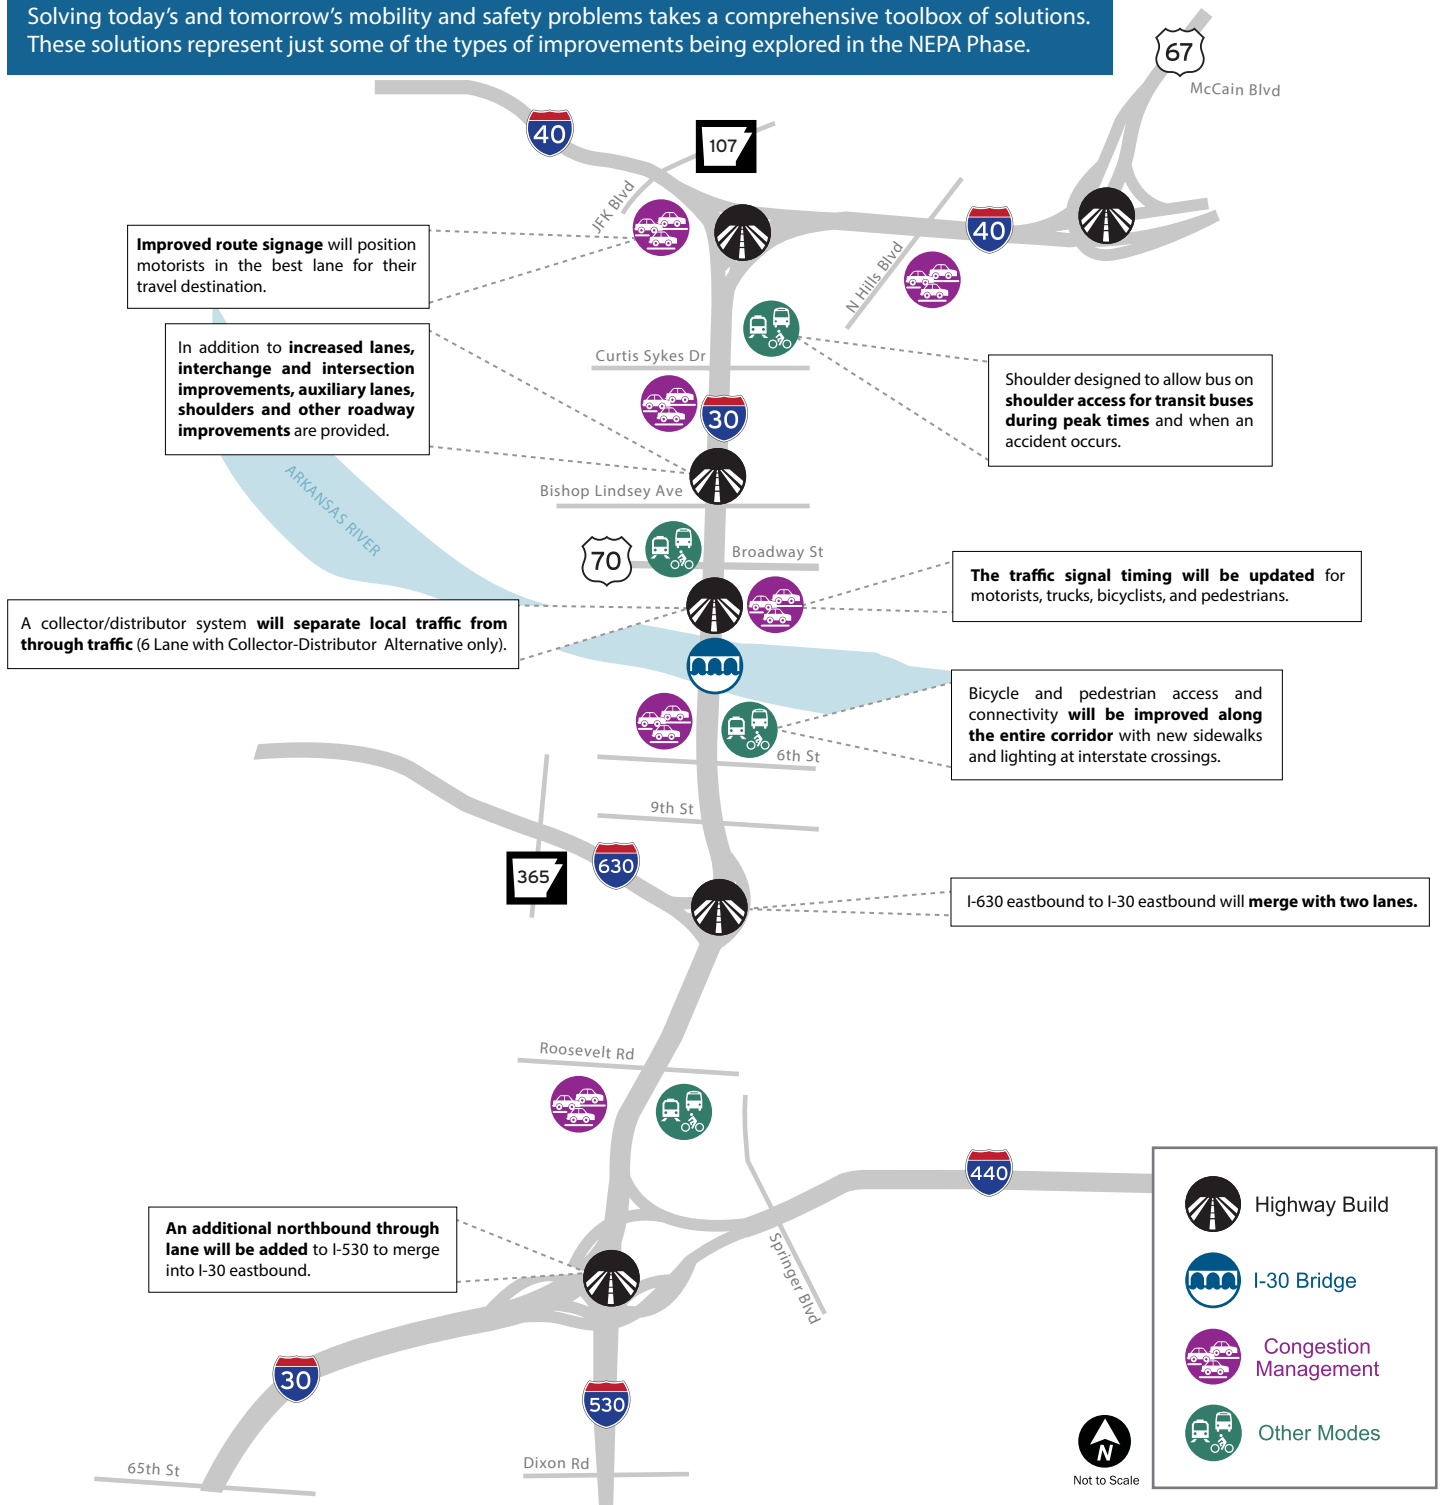 Solving today's and tomorrow's mobility and safety problems takes a comprehensive toolbox of solutions.
These solutions represent just some of the types of improvements being explored in the NEPA Phase.
67
McCain Blvd
40
107
JFK Blvd
40
N Hills Blvd
Improved route signage will position
motorists in the best lane for their
travel destination.
In addition to increased lanes,
interchange and intersection
improvements, auxiliary lanes,
shoulders and other roadway
improvements are provided.
Curtis Sykes Dr
30
Shoulder designed to allow bus on
shoulder access for transit buses
during peak times and when an
accident occurs.
ARKANSAS RIVER
Bishop Lindsey Ave
70
Broadway St
The traffic signal timing will be updated for
motorists, trucks, bicyclists, and pedestrians.
A collector/distributor system will separate local traffic from
through traffic (6 Lane with Collector-Distributor Alternative only).
Bicycle and pedestrian access and
connectivity will be improved along
the entire corridor with new sidewalks
and lighting at interstate crossings.
6th St
9th St
365
630
I-630 eastbound to I-30 eastbound will merge with two lanes.
Roosevelt Rd
440
Springer Blvd
An additional northbound through
lane will be added to I-530 to merge
into I-30 eastbound.
30
530
65th St
Dixon Rd
N
Not to Scale
Highway Build
I-30 Bridge
Congestion
Management
Other Modes